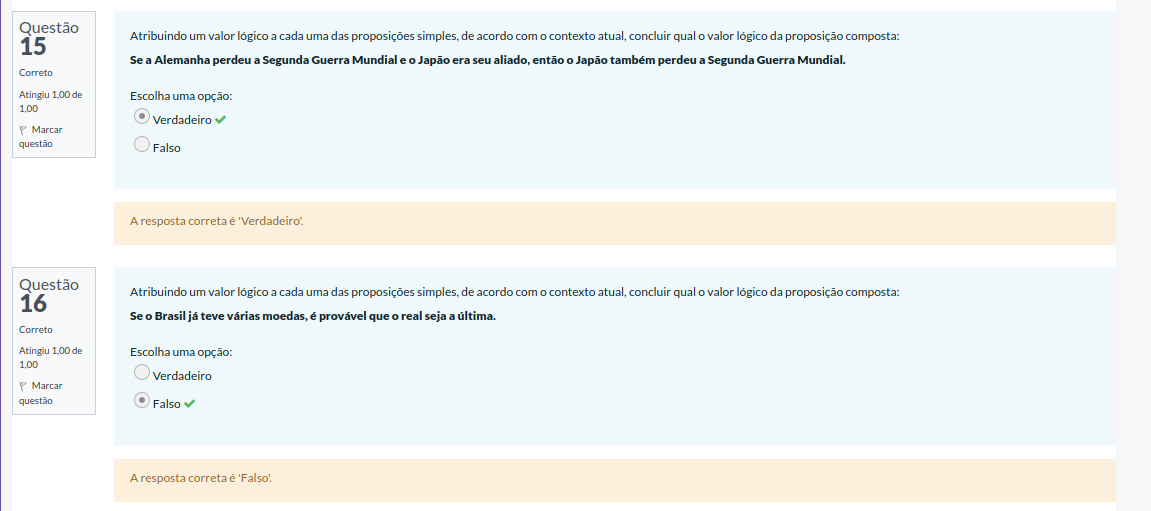 Questão
15
Correto
Atingiu 1,00 de
1,00
Marcar
questão
Atribuindo um valor lógico a cada uma das proposições simples, de acordo com o contexto atual, concluir qual o valor lógico da proposição composta:
Se a Alemanha perdeu a Segunda Guerra Mundial e o Japão era seu aliado, então o Japão também perdeu a Segunda Guerra Mundial.
Escolha uma opção:
Verdadeiro
Falso
A resposta correta é 'Verdadeiro'.
Questão
16
Correto
Atingiu 1,00 de
1,00
Marcar
questão
Atribuindo um valor lógico a cada uma das proposições simples, de acordo com o contexto atual, concluir qual o valor lógico da proposição composta:
Se o Brasil já teve várias moedas, é provável que o real seja a última.
Escolha uma opção:
Verdadeiro
Falso
A resposta correta é 'Falso'.